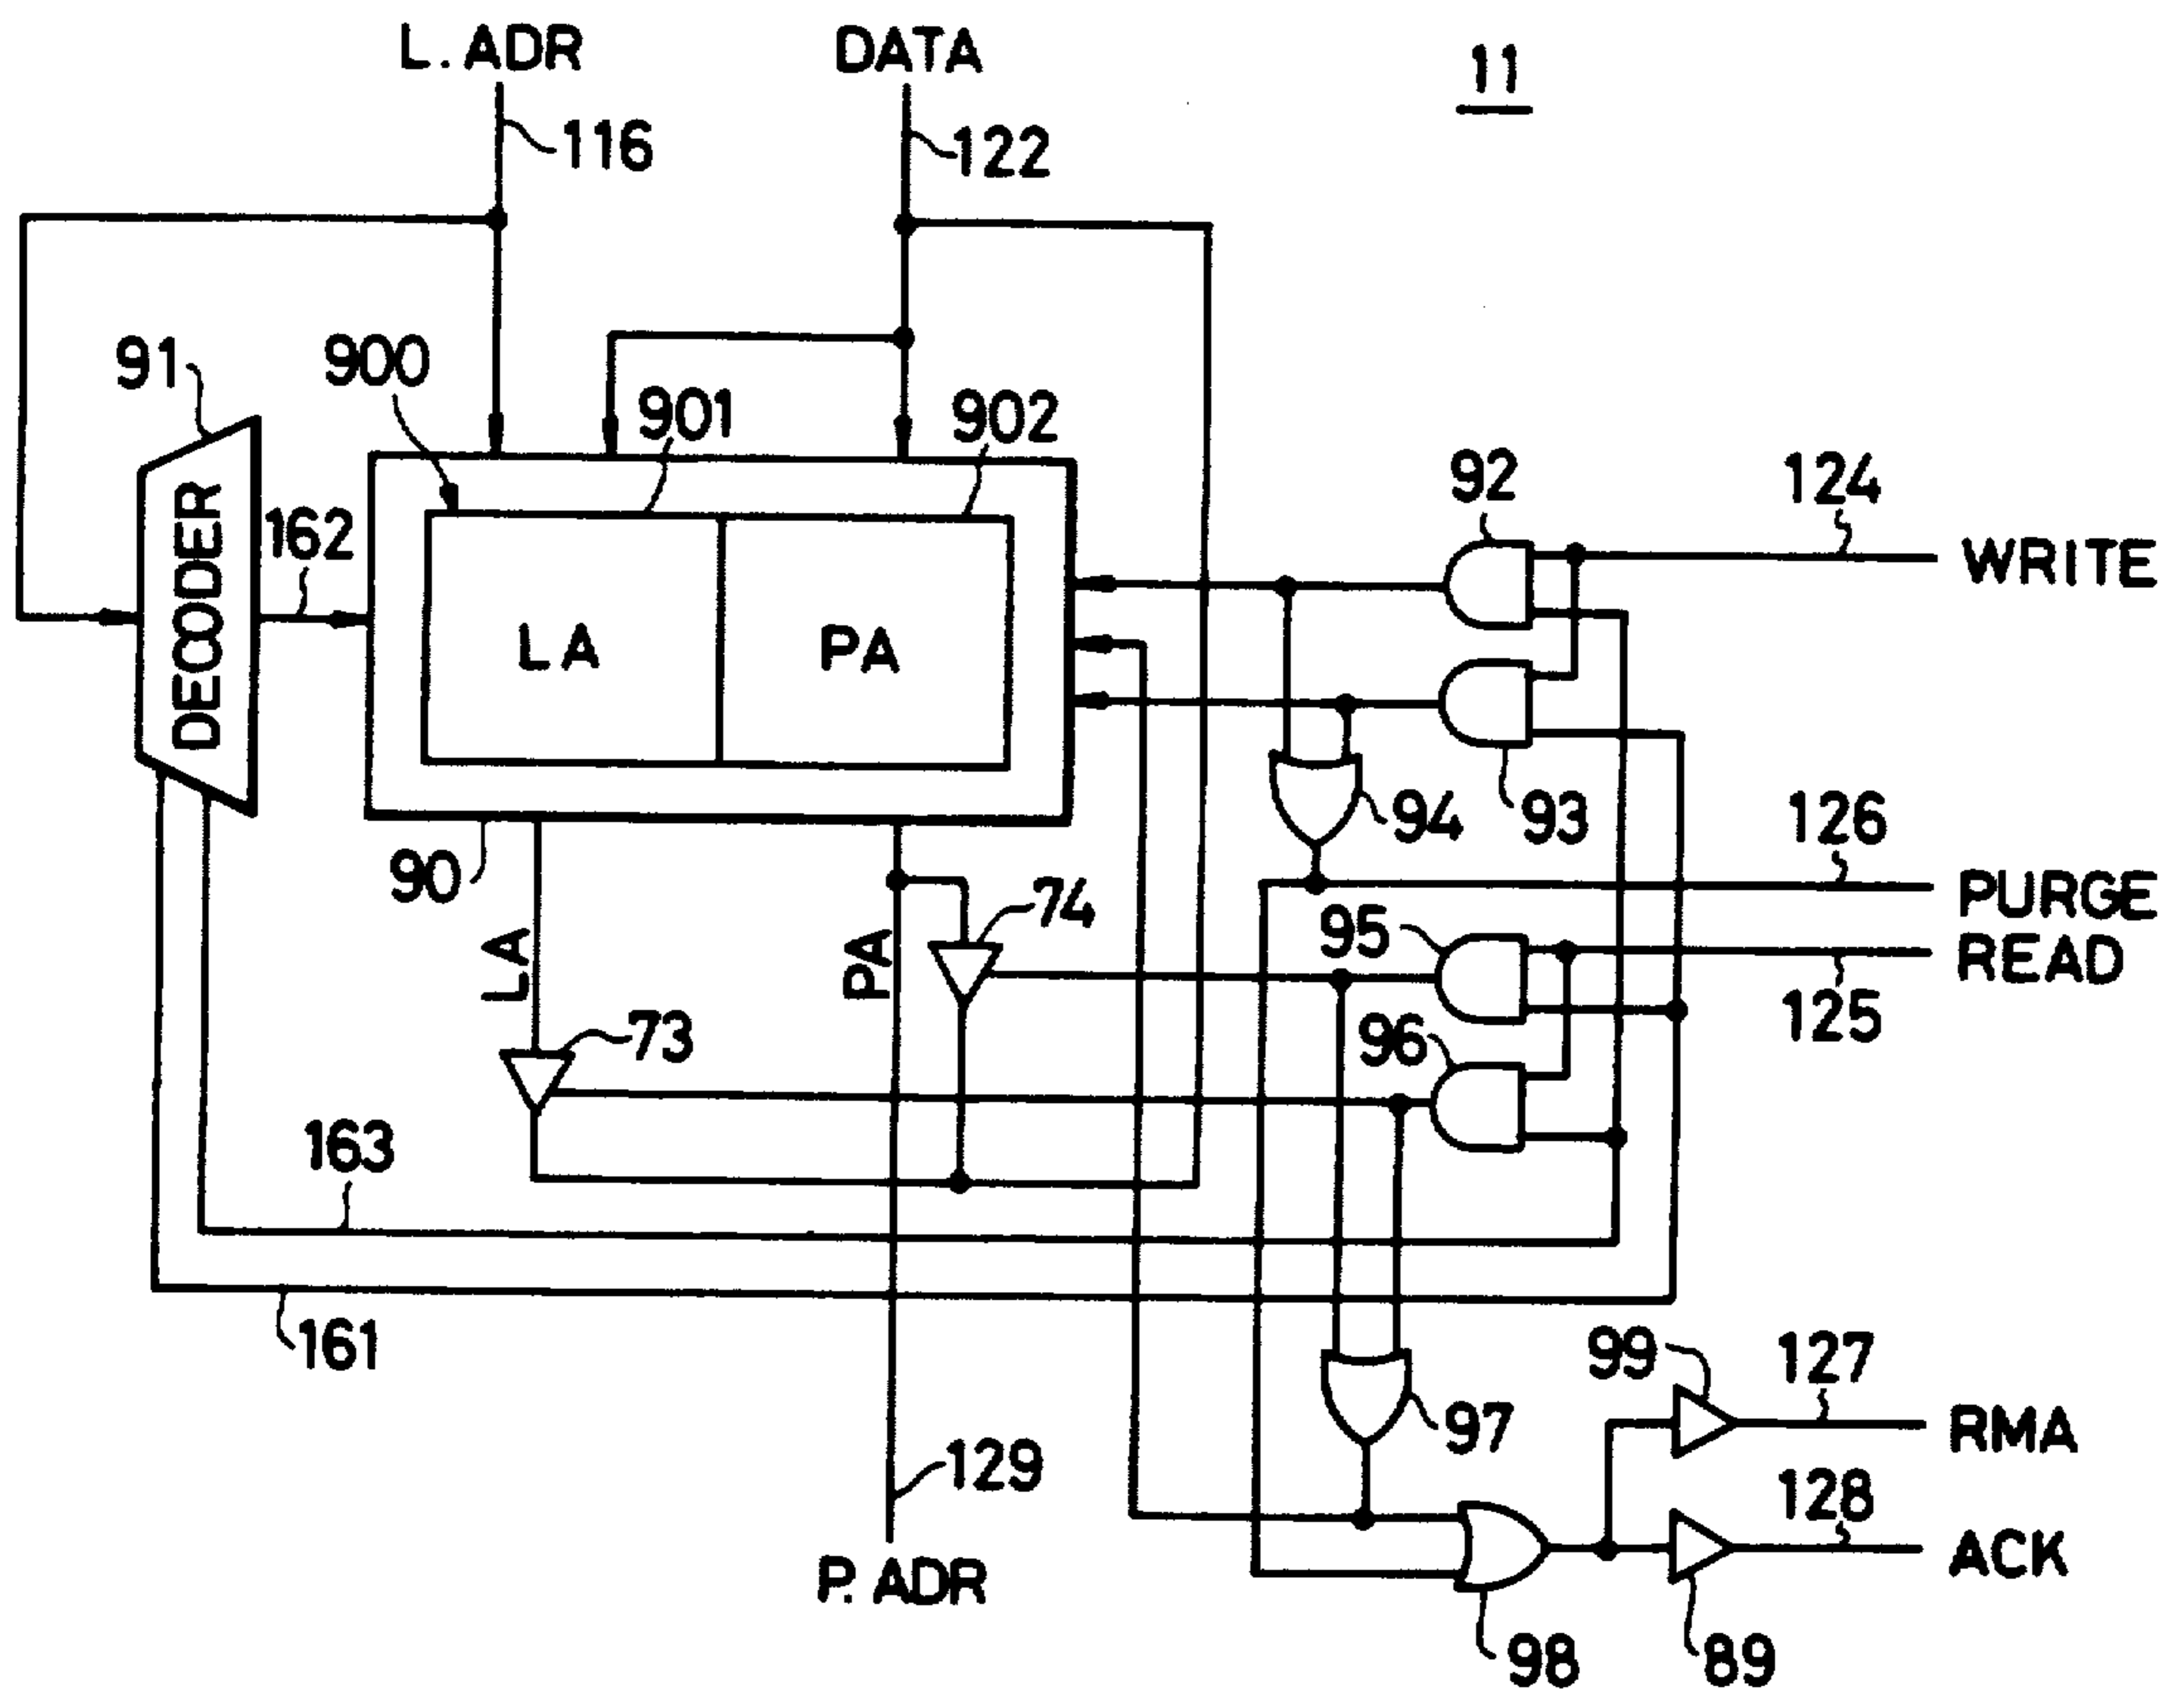 L. ADR
DATA
11
116
122
91
900
901
902
92
124
WRITE
DECODER
162
LA
PA
94
93
126
PURGE
90
74
95
READ
LA
PA
125
73
96
163
161
99
127
RMA
97
129
128
ACK
P. ADR
98
89